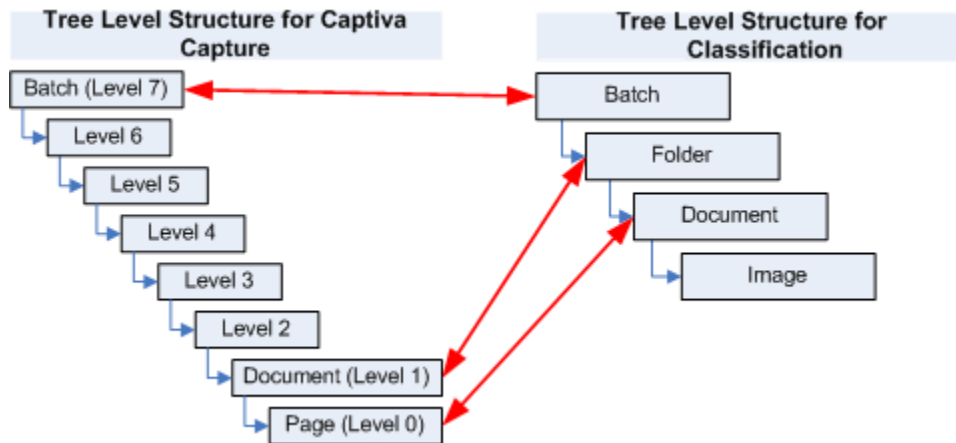 Tree Level Structure for Captiva
Capture
Batch (Level 7)
Level 6
Level 5
Level 4
Level 3
Level 2
Document (Level 1)
Page (Level 0)
Tree Level Structure for
Classification
Batch
Folder
Document
Image